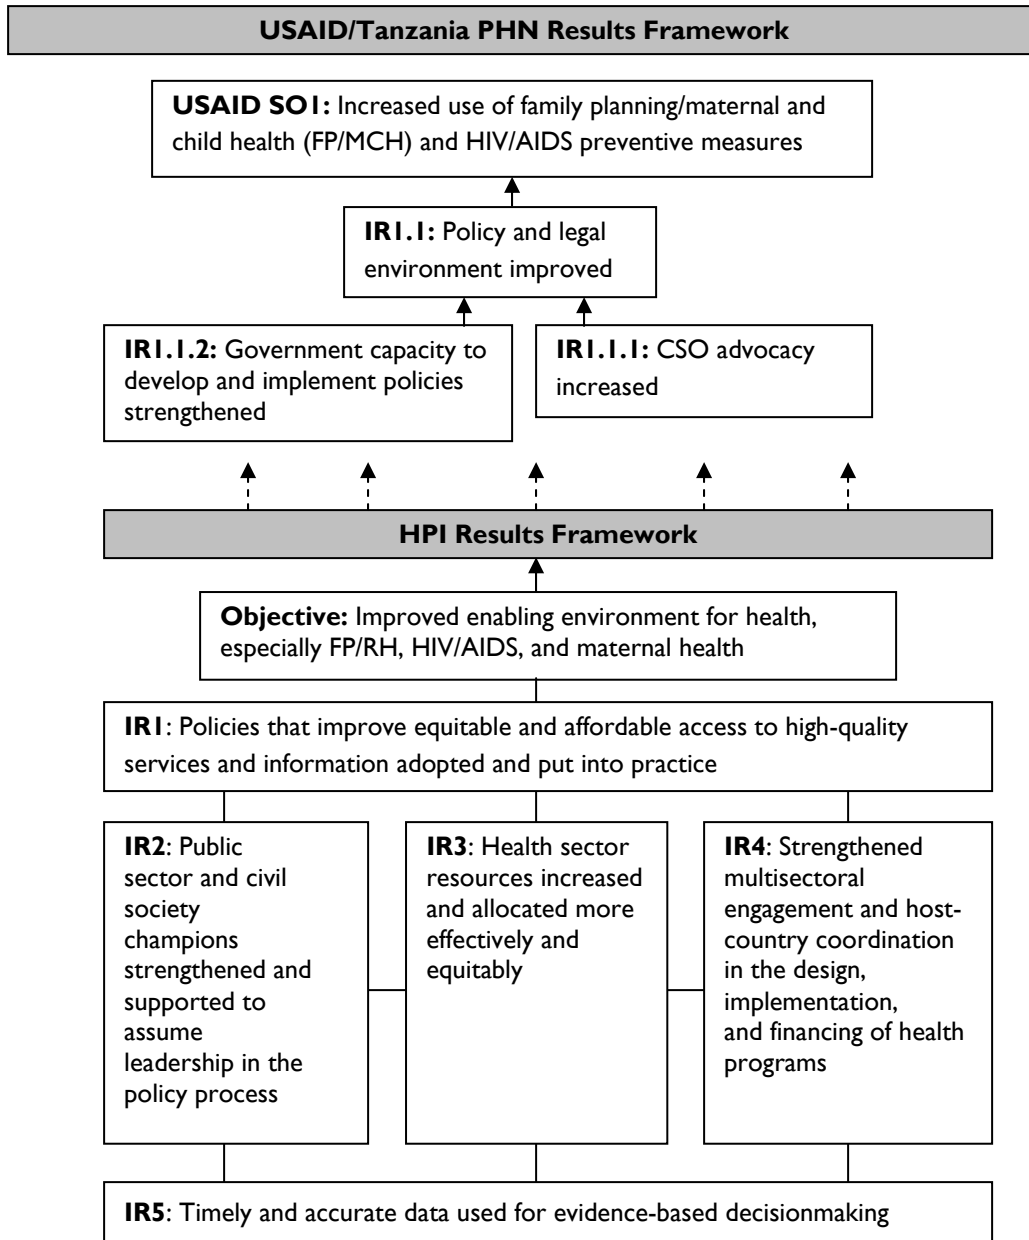 USAID/Tanzania PHN Results Framework
USAID SO1: Increased use of family planning/maternal and
child health (FP/MCH) and HIV/AIDS preventive measures
IR1.1: Policy and legal
environment improved
IR1.1.2: Government capacity to
develop and implement policies
strengthened
IR1.1.1: CSO advocacy
increased
HPI Results Framework
Objective: Improved enabling environment for health,
especially FP/RH, HIV/AIDS, and maternal health
IR1: Policies that improve equitable and affordable access to high-quality
services and information adopted and put into practice
IR2: Public
sector and civil
society
champions
strengthened and
supported to
assume
leadership in the
policy process
IR3: Health sector
resources increased
and allocated more
effectively and
equitably
IR4: Strengthened
multisectoral
engagement and host-
country coordination
in the design,
implementation,
and financing of health
programs
IR5: Timely and accurate data used for evidence-based decisionmaking